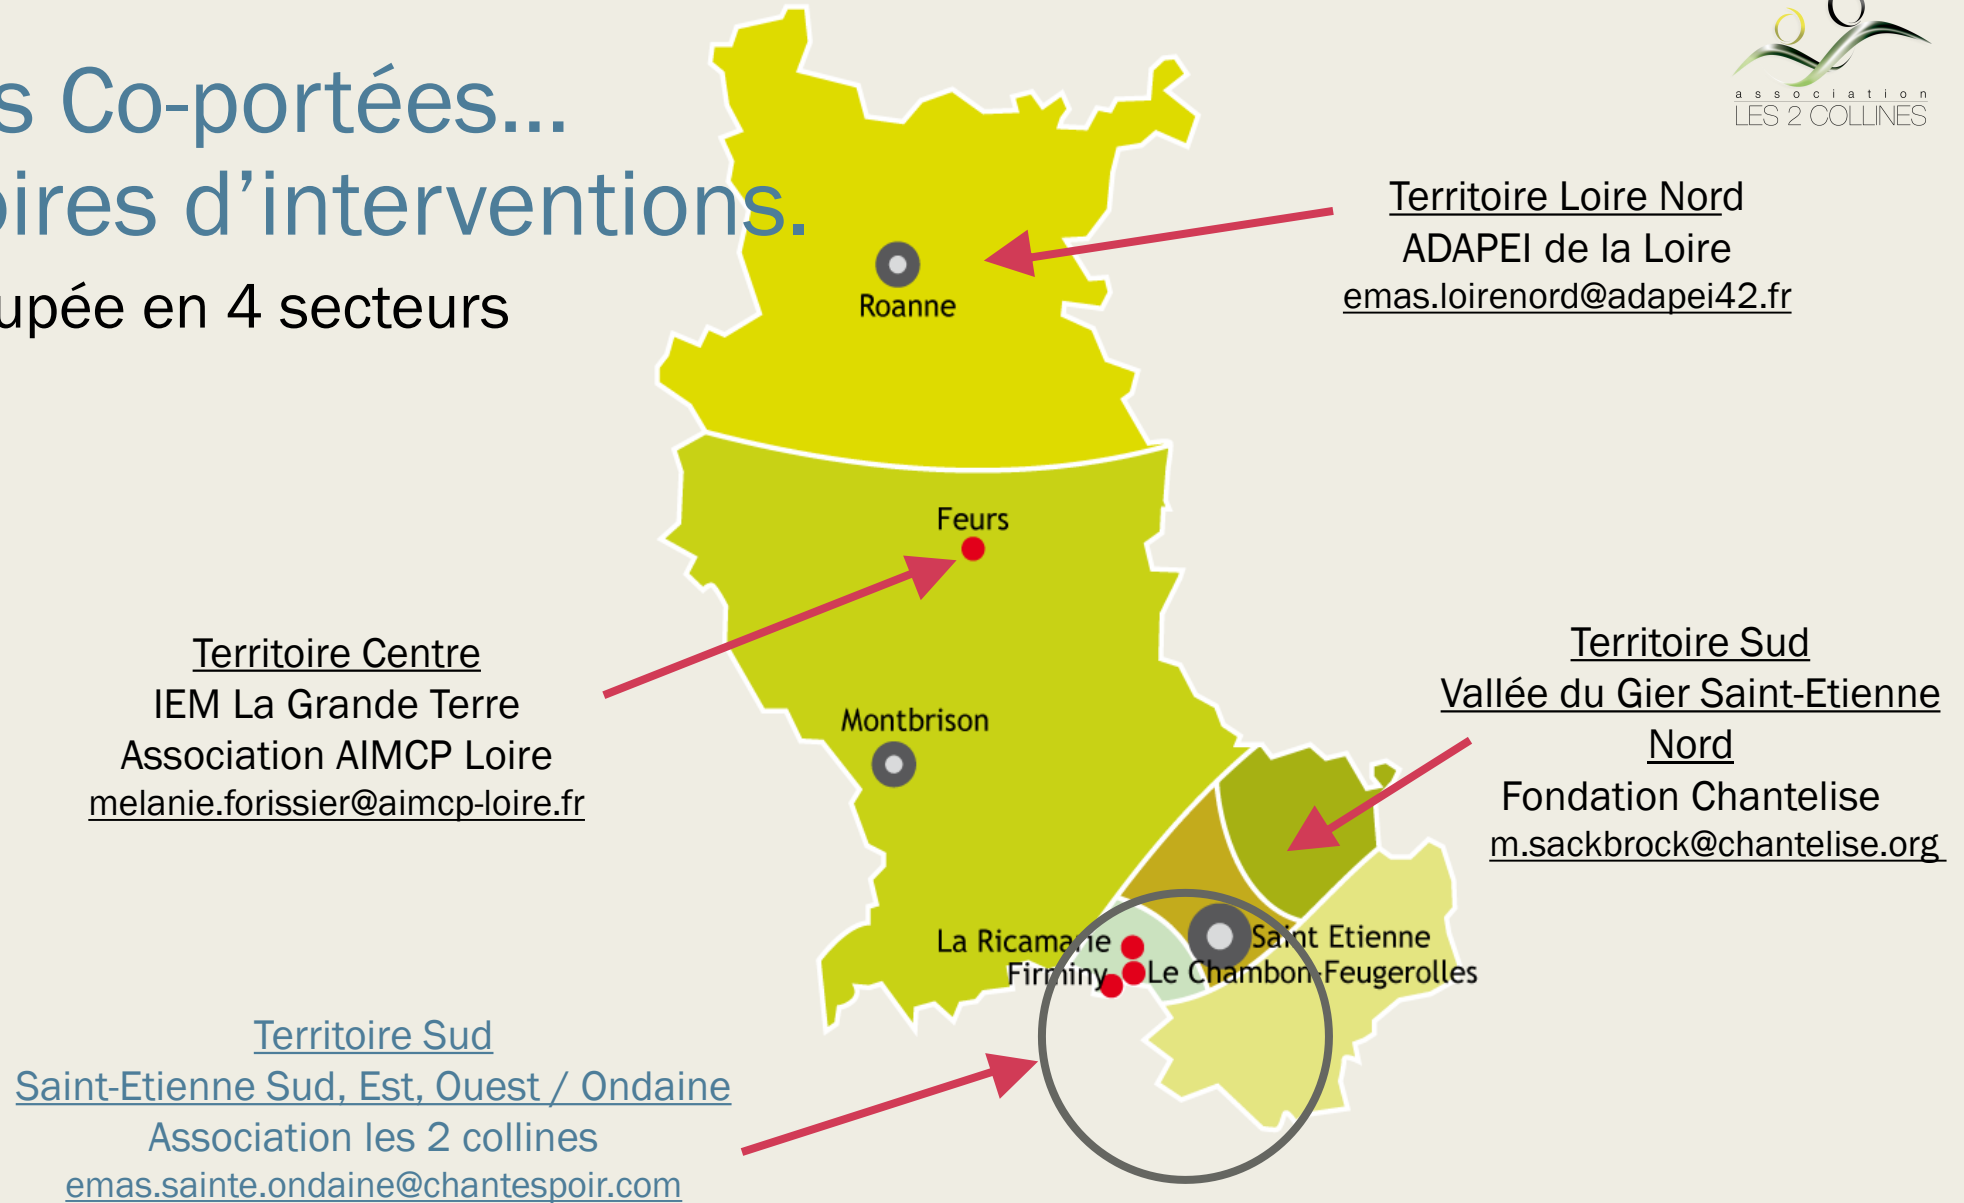 s Co-portées...
oires d’interventions.
upée en 4 secteurs
association
LES 2 COLLINES
Territoire Loire Nord
ADAPEI de la Loire
emas.loirenord@adapei42.fr
Roanne
Feurs
Territoire Centre
IEM La Grande Terre
Association AIMCP Loire
melanie.forissier@aimcp-loire.fr
Montbrison
Territoire Sud
Vallée du Gier Saint-Etienne
Nord
Fondation Chantelise
m.sackbrock@chantelise.org
La Ricamarie
Saint Etienne
Firminy
Le Chambon-Feugerolles
Territoire Sud
Saint-Etienne Sud, Est, Ouest / Ondaine
Association les 2 collines
emas.sainte.ondaine@chantespoir.com